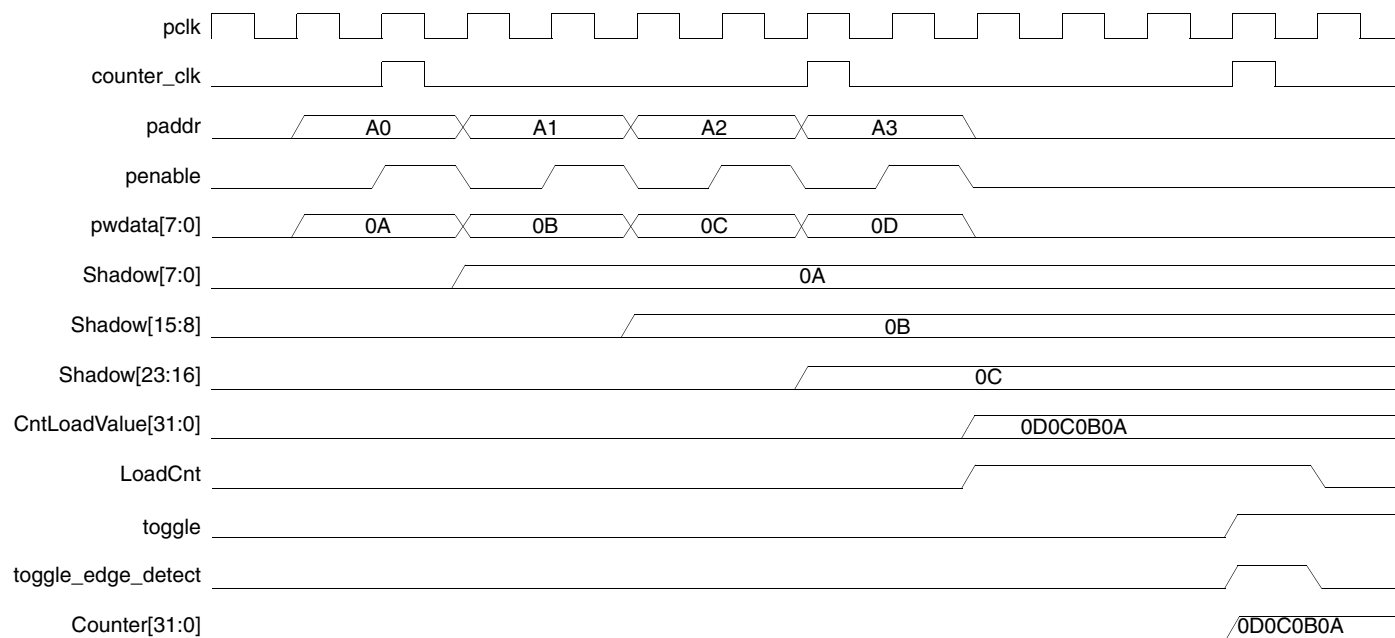 pclk
counter_clk
paddr A0 A1 A2 A3
penable
pwdata[7:0] 0A 0B 0C 0D
Shadow[7:0] 0A
Shadow[15:8] 0B
Shadow[23:16] 0C
CntLoadValue[31:0] 0D0C0B0A
LoadCnt
toggle
toggle_edge_detect
Counter[31:0] 0D0C0B0A